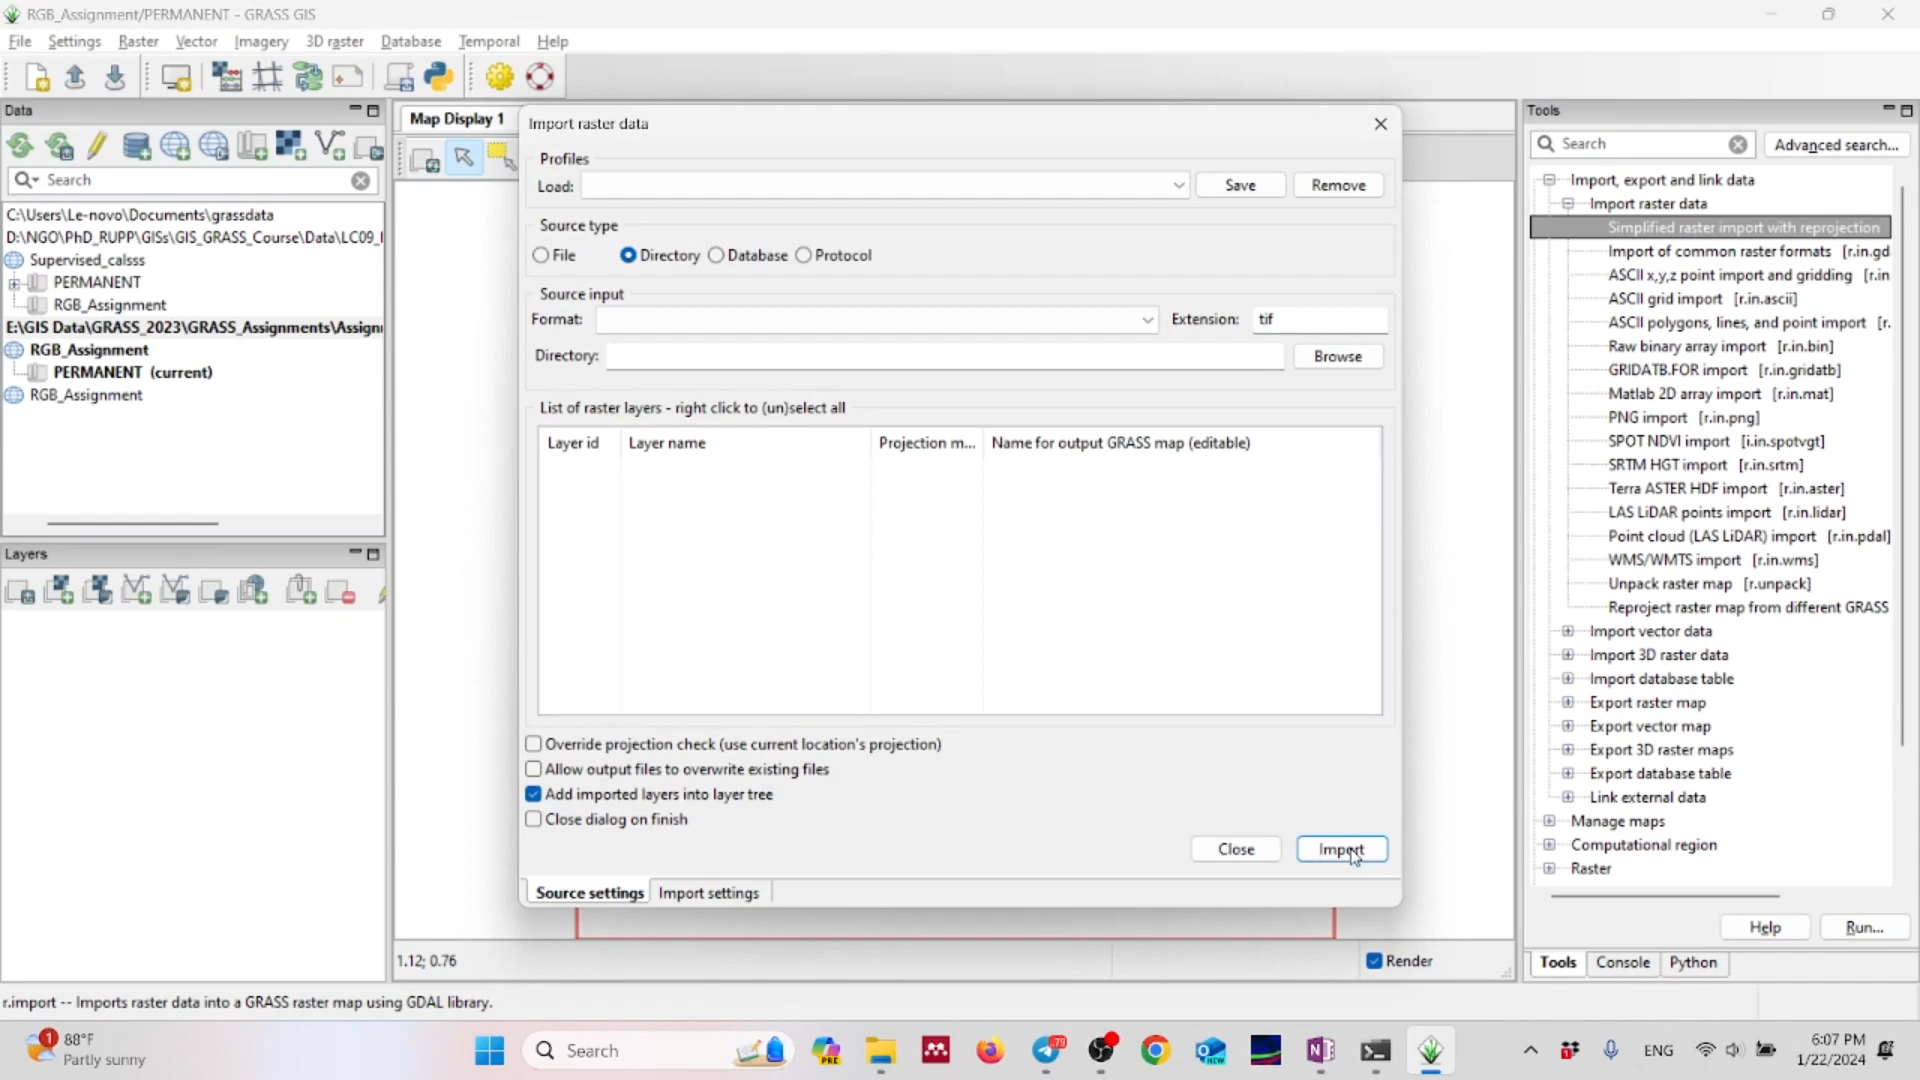 RGB_Assignment/PERMANENT - GRASS GIS
File Settings Raster Vector Imagery 3D raster Database Temporal Help
Data
Search
C:\Users\Le-novo\Documents\grassdata
D:\NGO\PhD_RUPP\GISs\GIS_GRASS_Course\Data\LC09_
Supervised_calsss
PERMANENT
RGB_Assignment
E:\GIS Data\GRASS_2023\GRASS_Assignments\Assign
RGB_Assignment
PERMANENT (current)
RGB_Assignment
Layers
Map Display 1
1.12; 0.76
Render
Import raster data
Profiles
Load: Save Remove
Source type
File Directory Database Protocol
Source input
Format: Extension: tif
Directory: Browse
List of raster layers - right click to (un)select all
Layer id Layer name Projection m... Name for output GRASS map (editable)
Override projection check (use current location's projection)
Allow output files to overwrite existing files
Add imported layers into layer tree
Close dialog on finish
Close Import
Source settings Import settings
Tools
Search Advanced search...
Import, export and link data
Import raster data
Simplified raster import with reprojection
Import of common raster formats [r.in.gd
ASCII x,y,z point import and gridding [r.in
ASCII grid import [r.in.ascii]
ASCII polygons, lines, and point import [r.
Raw binary array import [r.in.bin]
GRIDATB.FOR import [r.in.gridatb]
Matlab 2D array import [r.in.mat]
PNG import [r.in.png]
SPOT NDVI import [i.in.spotvgt]
SRTM HGT import [r.in.srtm]
Terra ASTER HDF import [r.in.aster]
LAS LiDAR points import [r.in.lidar]
Point cloud (LAS LiDAR) import [r.in.pdal]
WMS/WMTS import [r.in.wms]
Unpack raster map [r.unpack]
Reproject raster map from different GRASS
Import vector data
Import 3D raster data
Import database table
Export raster map
Export vector map
Export 3D raster maps
Export database table
Link external data
Manage maps
Computational region
Raster
Help Run...
Tools Console Python
r.import -- Imports raster data into a GRASS raster map using GDAL library.
1 88°F
Partly sunny
Search
PRE
79
ENG
6:07 PM
1/22/2024